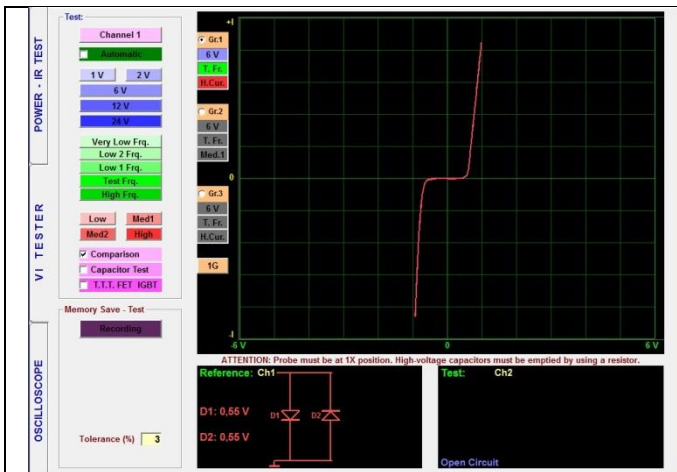 POWER - IR TEST
VI TESTER
OSCILLOSCOPE
Test:
Channel 1
Automatic
1 V
2 V
6 V
12 V
24 V
Very Low Frq.
Low 2 Frq.
Low 1 Frq.
Test Frq.
High Frq.
Low
Med1
Med2
High
Comparison
Capacitor Test
T.T.T. FET IGBT
Memory Save - Test
Recording
Tolerance (%) 3
Gr.1
6 V
T. Fr.
H.Cur.
Gr.2
6 V
T. Fr.
Med.1
Gr.3
6 V
T. Fr.
H.Cur.
1G
+I
0
-I
-6 V
0
6 V
ATTENTION: Probe must be at 1X position. High-voltage capacitors must be emptied by using a resistor.
Reference: Ch1
D1: 0,55 V
D2: 0,55 V
D1
D2
Test: Ch2
Open Circuit